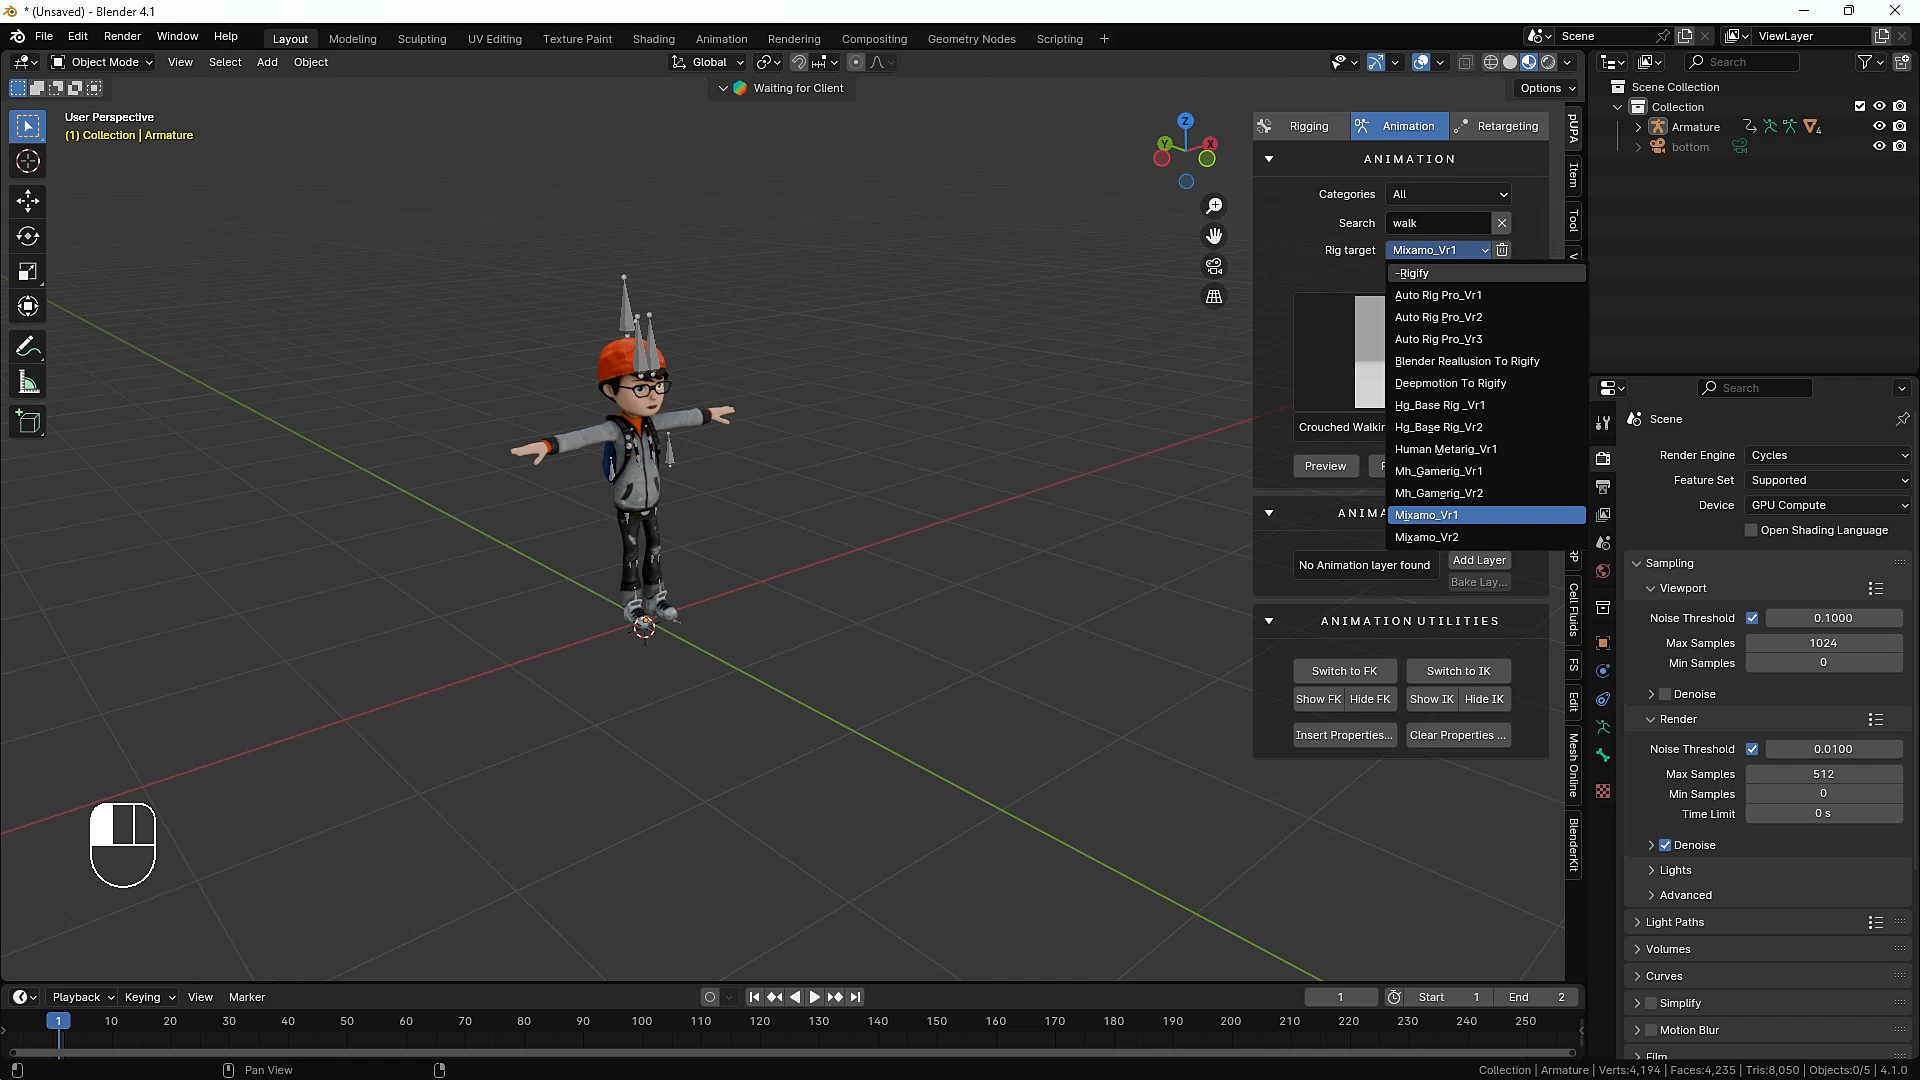 * (Unsaved) - Blender 4.1
File Edit Render Window Help
Layout Modeling Sculpting UV Editing Texture Paint Shading Animation Rendering Compositing Geometry Nodes Scripting +
Scene
ViewLayer
Object Mode View Select Add Object
Global
Waiting for Client
Options
User Perspective
(1) Collection | Armature
Z
Y
X
Rigging Animation Retargeting
ANIMATION
Categories All
Search walk
Rig target Mixamo_Vr1
-Rigify
Auto Rig Pro_Vr1
Auto Rig Pro_Vr2
Auto Rig Pro_Vr3
Blender Reallusion To Rigify
Deepmotion To Rigify
Hg_Base Rig _Vr1
Hg_Base Rig_Vr2
Human Metarig_Vr1
Mh_Gamerig_Vr1
Mh_Gamerig_Vr2
Mixamo_Vr1
Mixamo_Vr2
Crouched Walkin
Preview
ANIMA
No Animation layer found
Add Layer
Bake Lay...
ANIMATION UTILITIES
Switch to FK Switch to IK
Show FK Hide FK Show IK Hide IK
Insert Properties... Clear Properties ...
pUPA
Item
Tool
Cell Fluids
FS
Edit
Mesh Online
BlenderKit
Search
Scene Collection
Collection
Armature
4
bottom
Search
Scene
Render Engine Cycles
Feature Set Supported
Device GPU Compute
Open Shading Language
Sampling
Viewport
Noise Threshold 0.1000
Max Samples 1024
Min Samples 0
Denoise
Render
Noise Threshold 0.0100
Max Samples 512
Min Samples 0
Time Limit 0 s
Denoise
Lights
Advanced
Light Paths
Volumes
Curves
Simplify
Motion Blur
Film
Playback Keying View Marker
1 Start 1 End 2
1 10 20 30 40 50 60 70 80 90 100 110 120 130 140 150 160 170 180 190 200 210 220 230 240 250
Pan View
Collection | Armature | Verts:4,194 | Faces:4,235 | Tris:8,050 | Objects:0/5 | 4.1.0